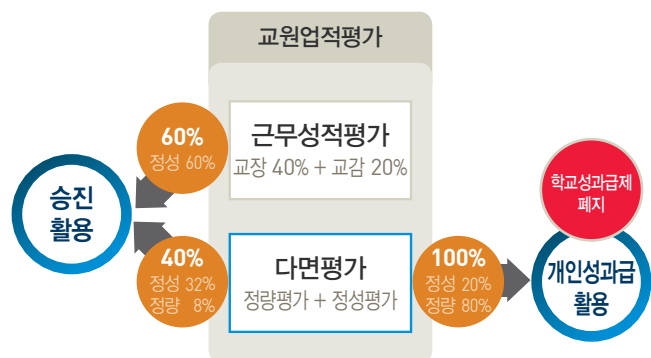 교원업적평가
60%
정성 60%
근무성적평가
교장 40% + 교감 20%
승진
활용
학교성과급제
폐지
40%
정성 32%
정량 8%
다면평가
정량평가 + 정성평가
100%
정성 20%
정량 80%
개인성과급
활용